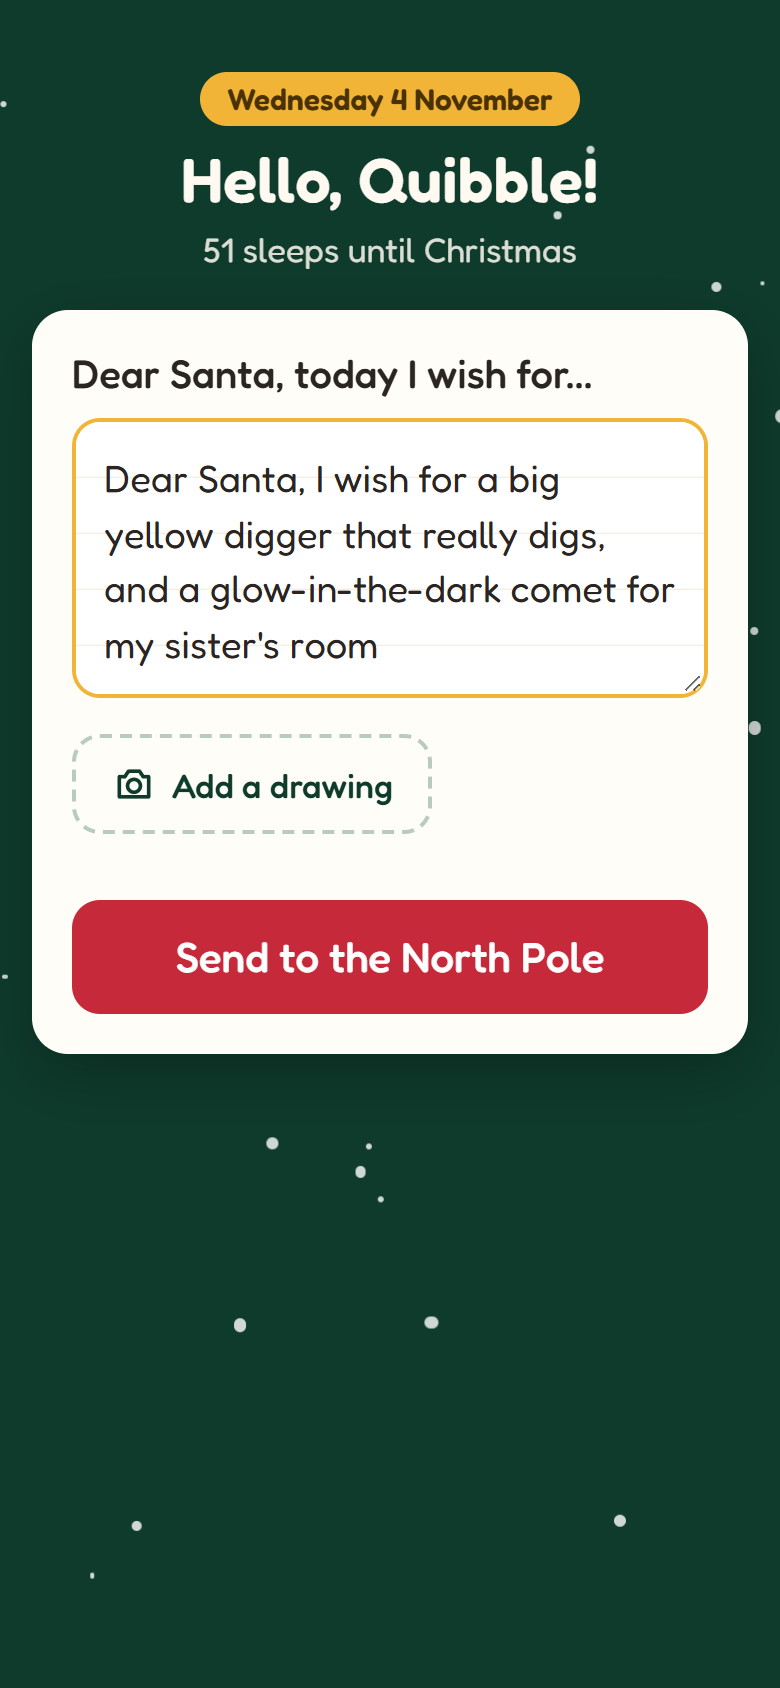 Wednesday 4 November
Hello, Quibble!
51 sleeps until Christmas
Dear Santa, today I wish for...
Dear Santa, I wish for a big
yellow digger that really digs,
and a glow-in-the-dark comet for
my sister's room
Add a drawing
Send to the North Pole